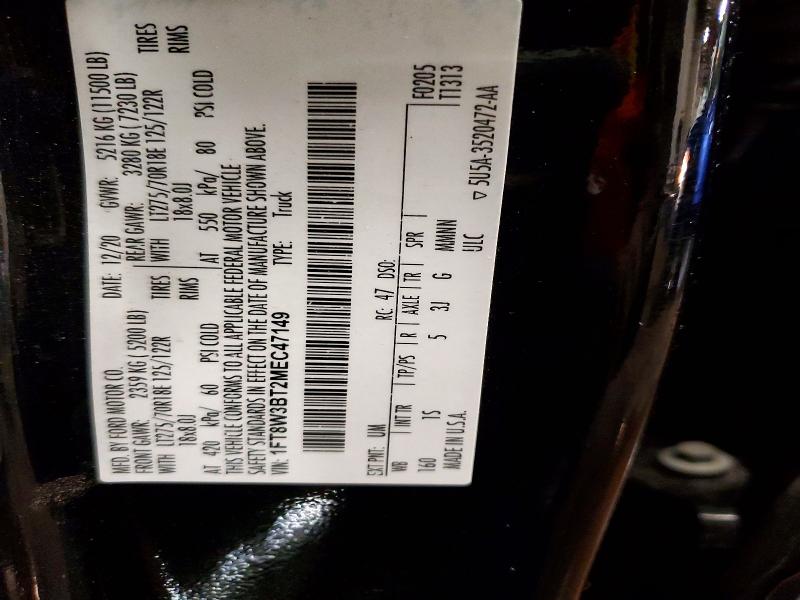 MFD. BY FORD MOTOR CO.
DATE: 12/20 GVWR: 5216 KG (11500 LB)
FRONT GAWR: 2359 KG (5200 LB) REAR GAWR: 3280 KG (7230 LB)
WITH LT275/70R18E 125/122R TIRES WITH LT275/70R18E 125/122R TIRES
18x8.0J RIMS 18x8.0J RIMS
AT 420 kPa/ 60 PSI COLD AT 550 kPa/ 80 PSI COLD
THIS VEHICLE CONFORMS TO ALL APPLICABLE FEDERAL MOTOR VEHICLE
SAFETY STANDARDS IN EFFECT ON THE DATE OF MANUFACTURE SHOWN ABOVE.
VIN: 1FT8W3BT2MEC47149 TYPE: Truck
EXT PNT: UM RC: 47 DSO: F0205
WB INT TR TP/PS R AXLE TR SPR T1313
160 1S 5 3J G MMNNN
MADE IN U.S.A. ULC
▽ 5U5A-3520472-AA